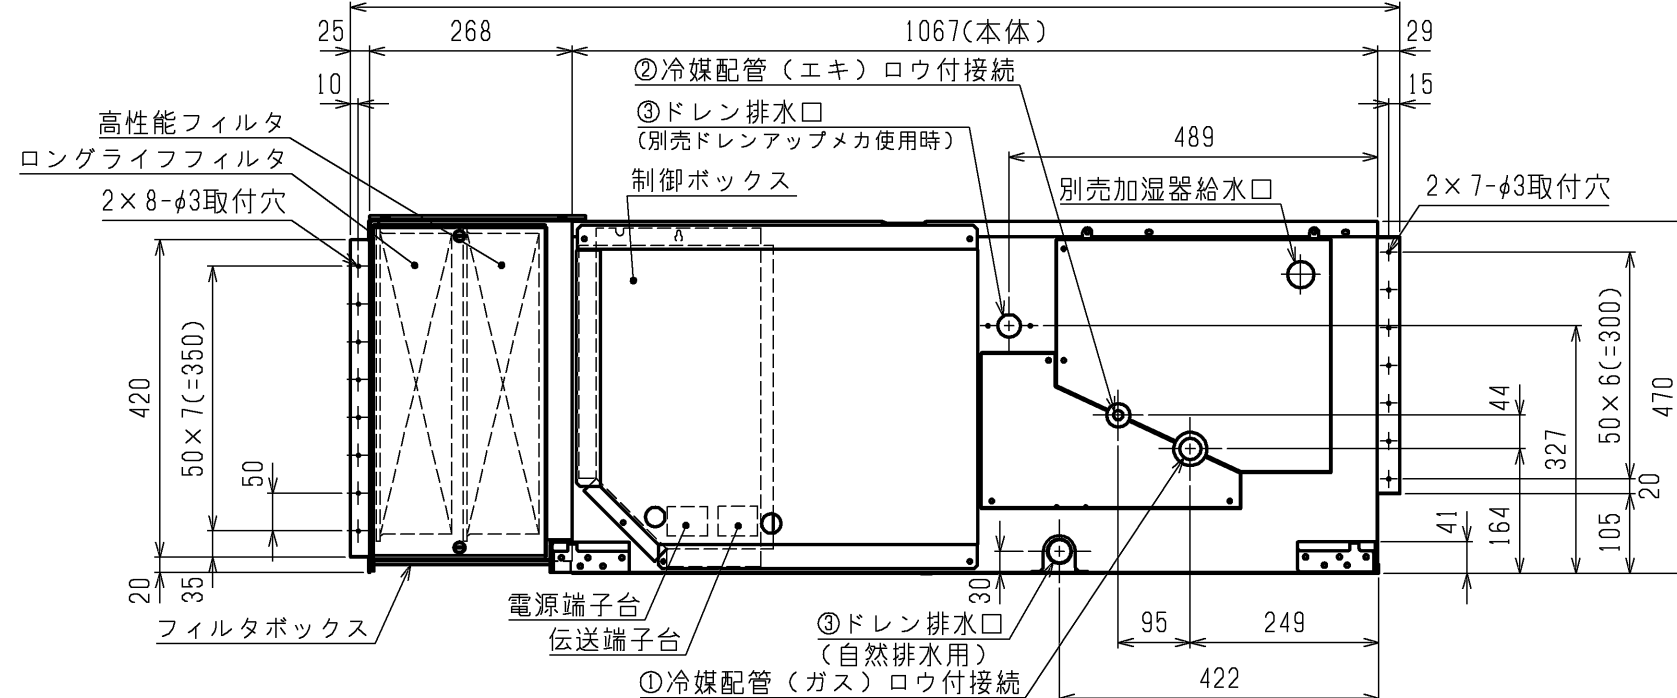 25
268
1067(本体)
29
②冷媒配管（エキ）ロウ付接続
10
15
③ドレン排水口
(別売ドレンアップメカ使用時)
高性能フィルタ
489
ロングライフフィルタ
制御ボックス
別売加湿器給水口
2×8-φ3取付穴
2×7-φ3取付穴
420
50×7(=350)
50
20
35
44
327
50×6(=300)
470
20
41
164
105
30
電源端子台
伝送端子台
フィルタボックス
③ドレン排水口
（自然排水用）
95
249
①冷媒配管（ガス）ロウ付接続
422